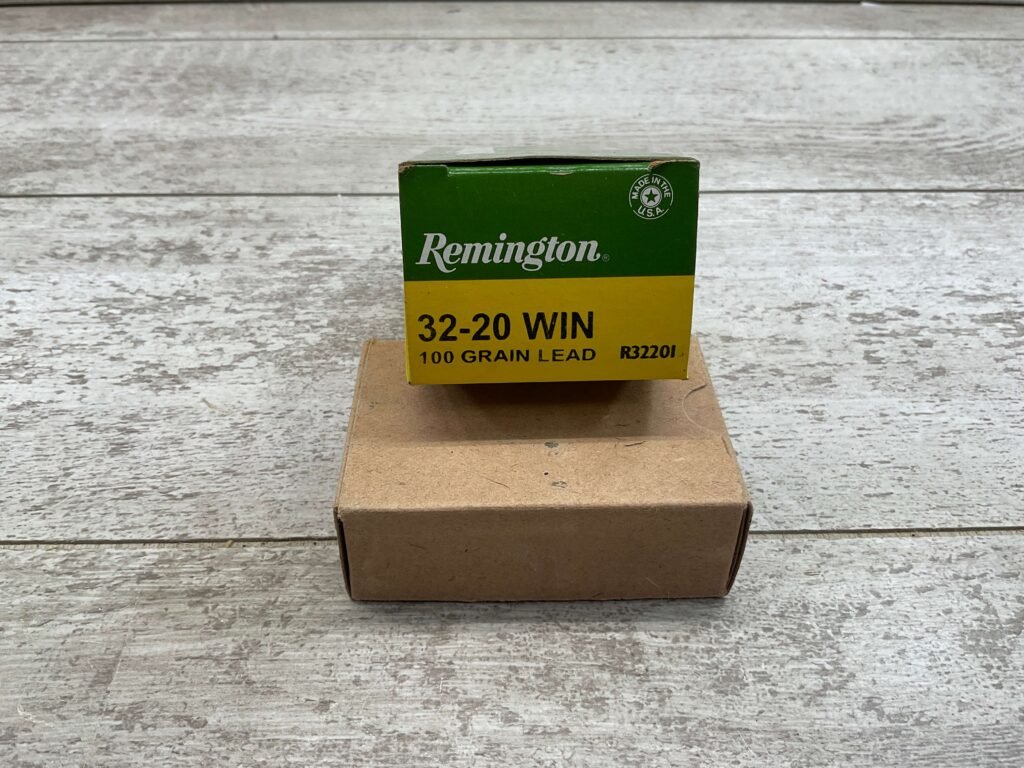 MADE IN THE
U.S.A.
Remington®
32-20 WIN
100 GRAIN LEAD R32201